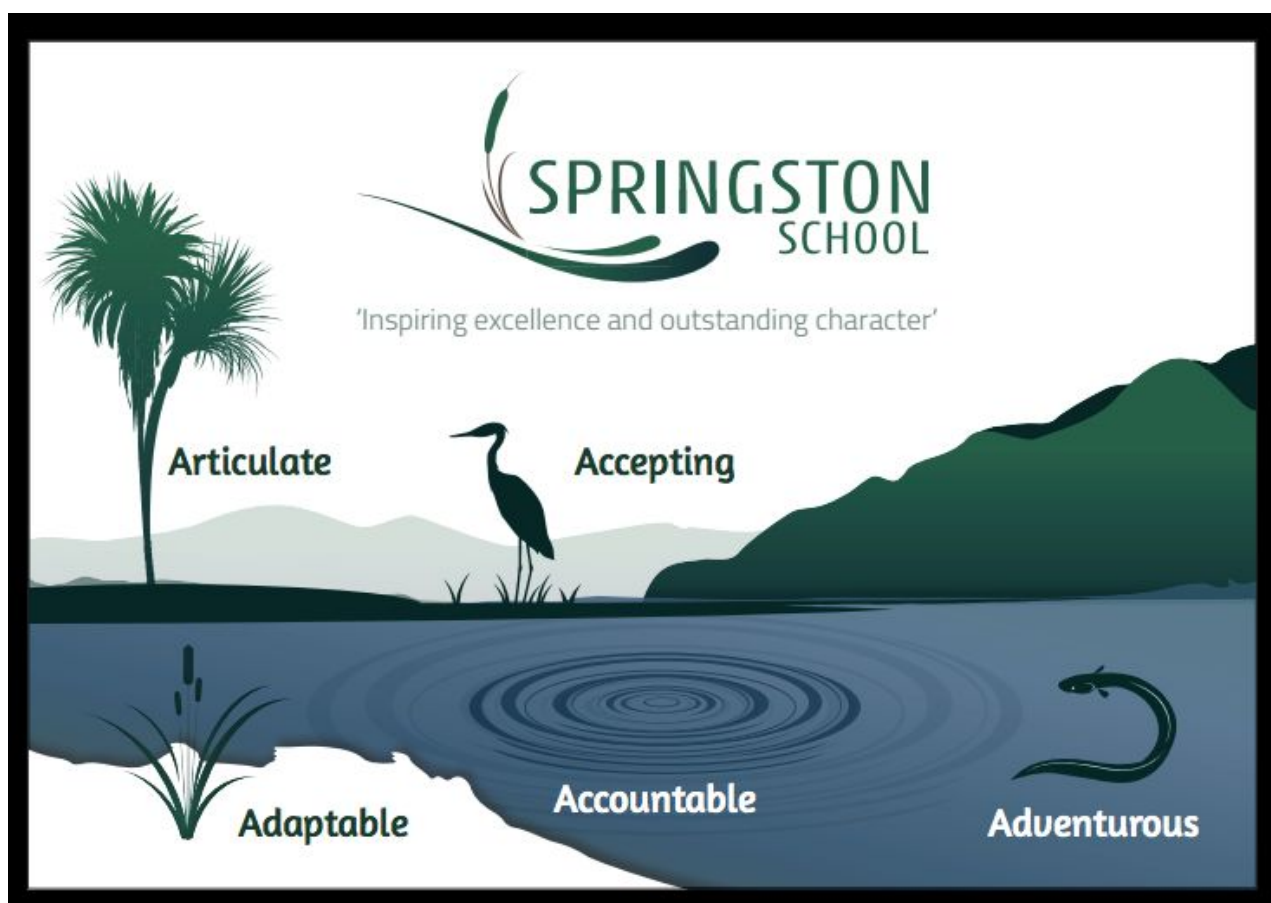 SPRINGSTON
SCHOOL
'Inspiring excellence and outstanding character'
Articulate
Accepting
Adaptable
Accountable
Adventurous